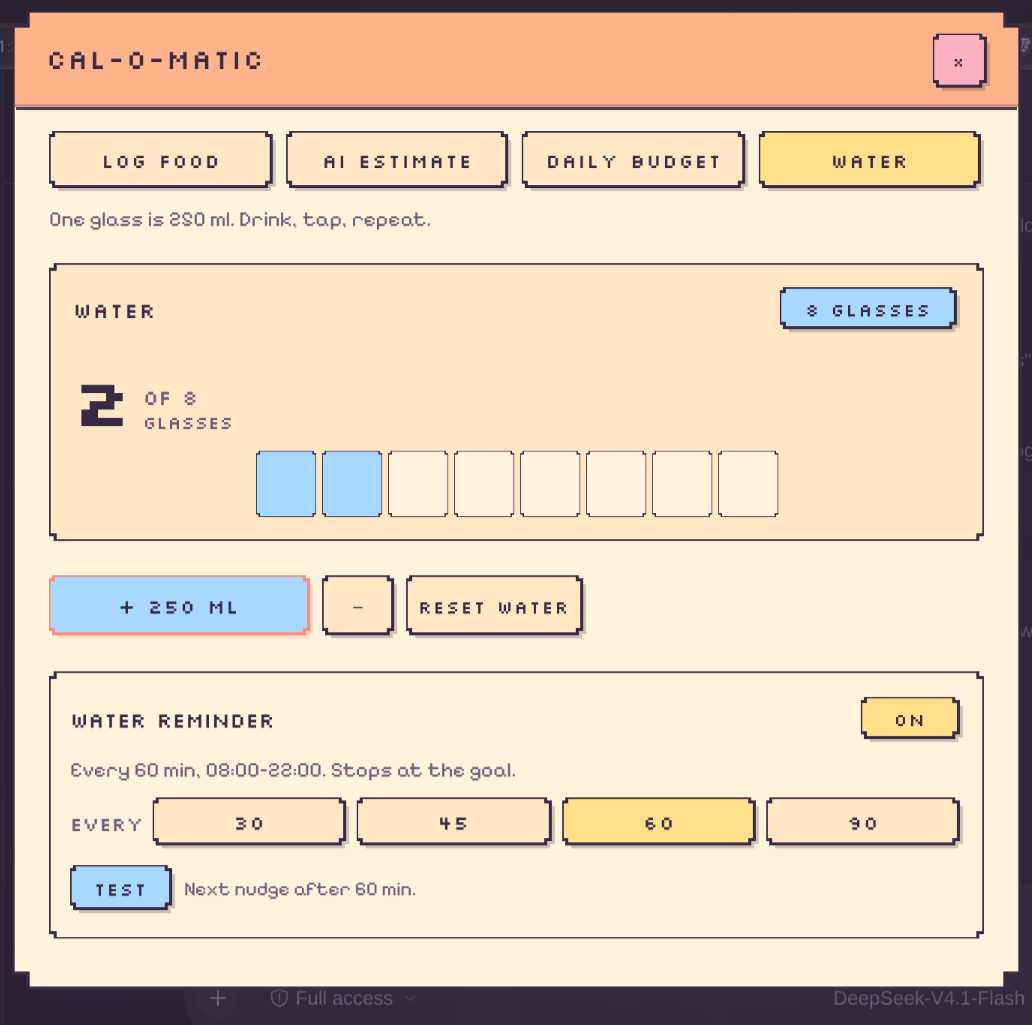 CAL-O-MATIC
x
LOG FOOD
AI ESTIMATE
DAILY BUDGET
WATER
One glass is 250 ml. Drink, tap, repeat.
WATER
8 GLASSES
2
OF 8
GLASSES
+ 250 ML
-
RESET WATER
WATER REMINDER
ON
Every 60 min, 08:00-22:00. Stops at the goal.
EVERY
30
45
60
90
TEST
Next nudge after 60 min.
+
Full access
DeepSeek-V4.1-Flash